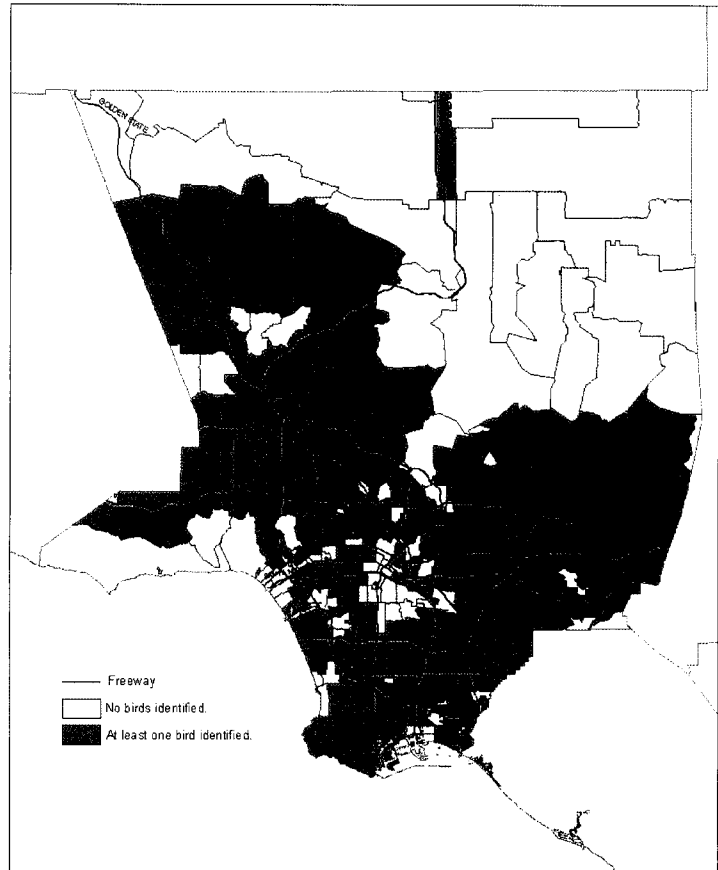 GOLDEN STATE
Freeway
No birds identified.
At least one bird identified.